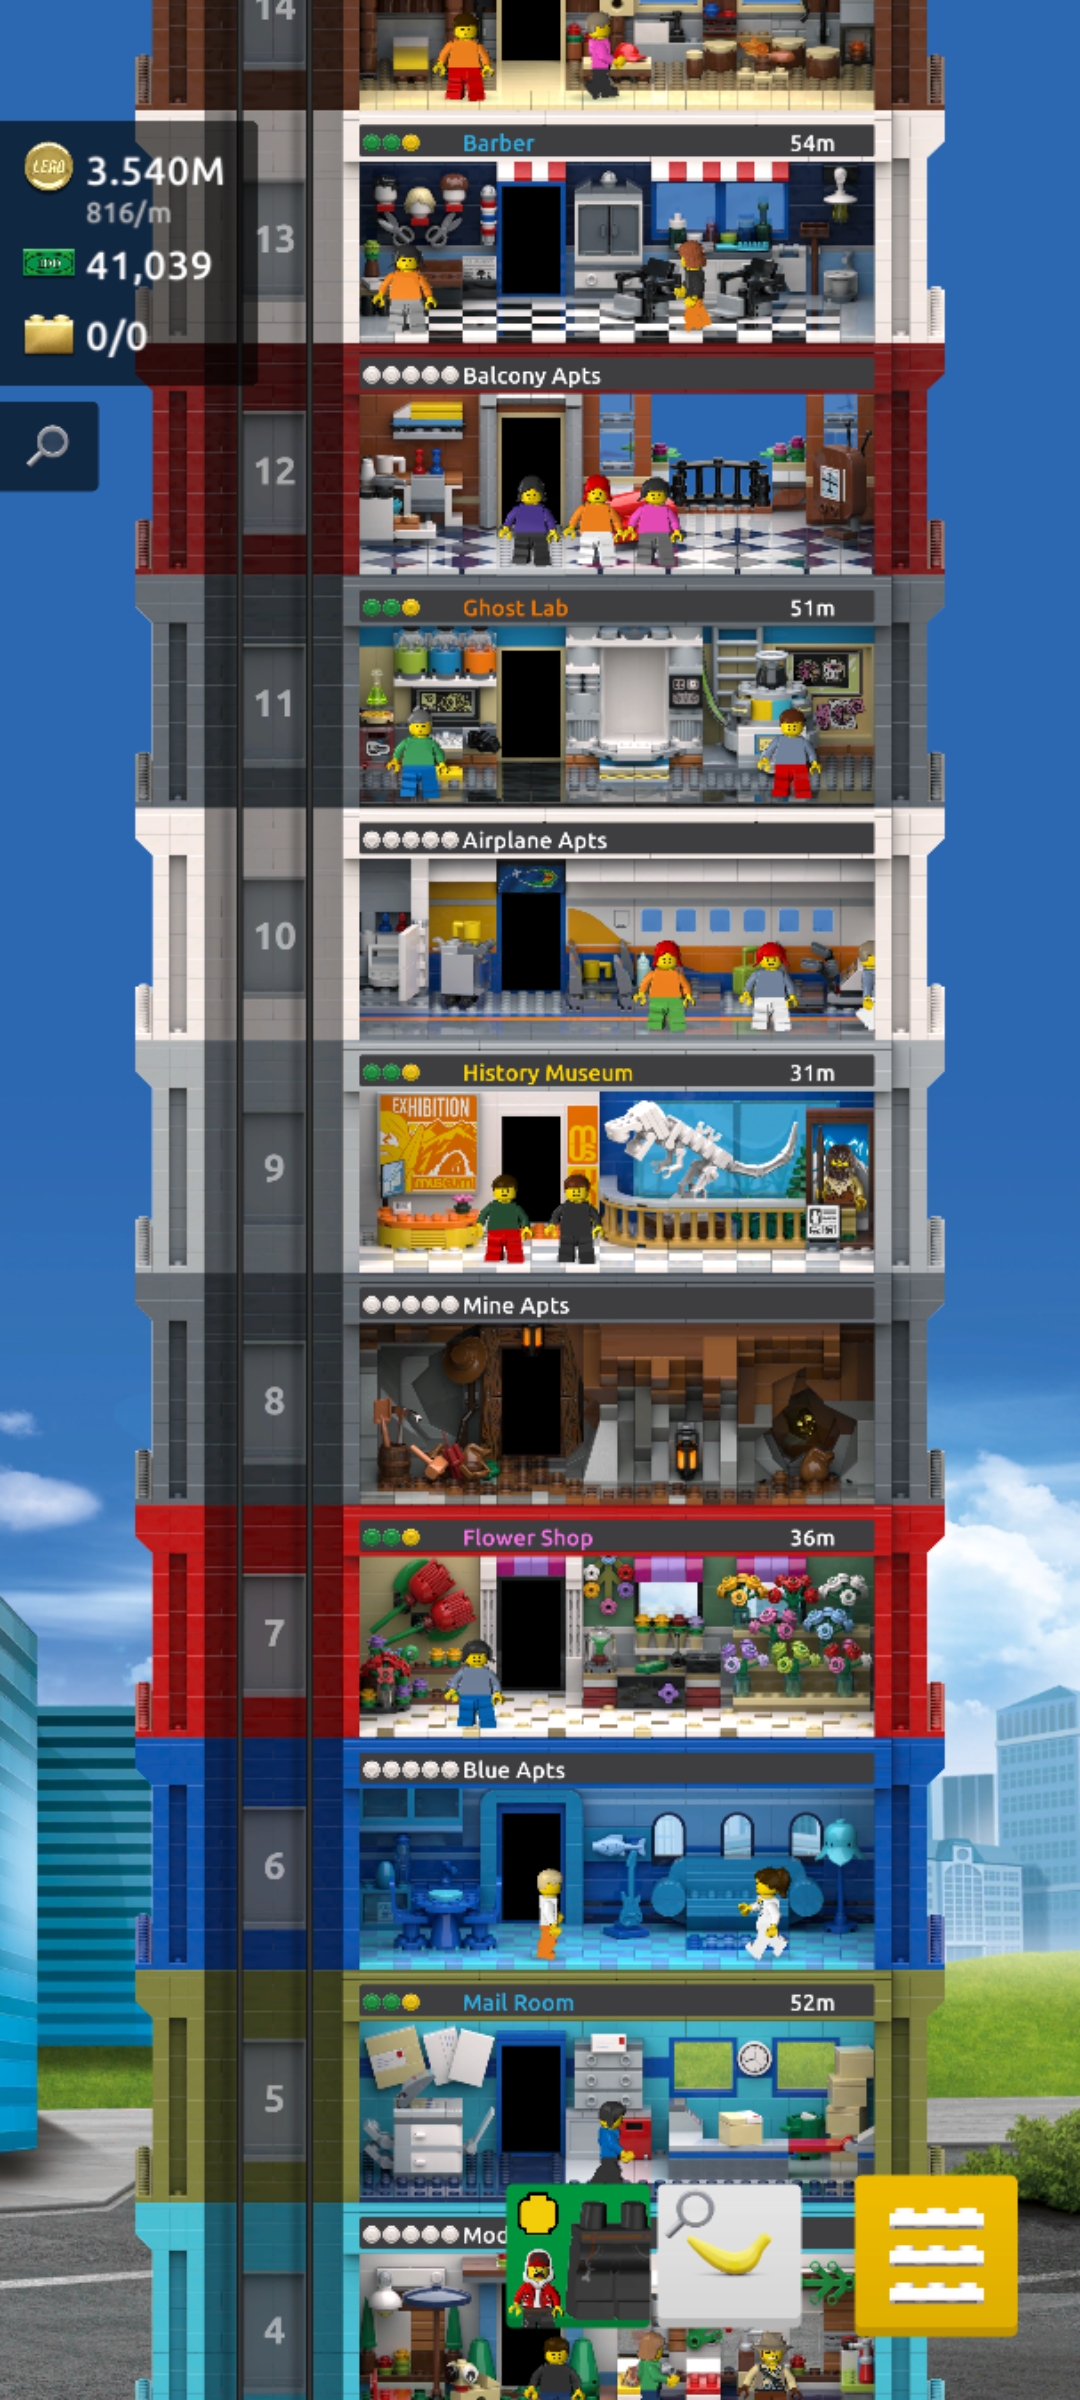 14
Barber 54m
LEGO 3.540M
816/m
13
41,039
0/0
Balcony Apts
12
Ghost Lab 51m
11
Airplane Apts
10
History Museum 31m
EXHIBITION
museum
9
Mine Apts
8
Flower Shop 36m
7
Blue Apts
6
Mail Room 52m
5
Mod
4